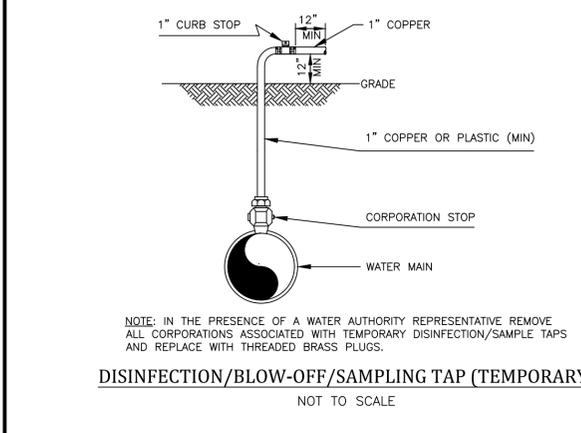 1" CURB STOP
12"
MIN
1" COPPER
12"
MIN
GRADE
1" COPPER OR PLASTIC (MIN)
CORPORATION STOP
WATER MAIN
NOTE: IN THE PRESENCE OF A WATER AUTHORITY REPRESENTATIVE REMOVE
ALL CORPORATIONS ASSOCIATED WITH TEMPORARY DISINFECTION/SAMPLE TAPS
AND REPLACE WITH THREADED BRASS PLUGS.
DISINFECTION/BLOW-OFF/SAMPLING TAP (TEMPORARY
NOT TO SCALE